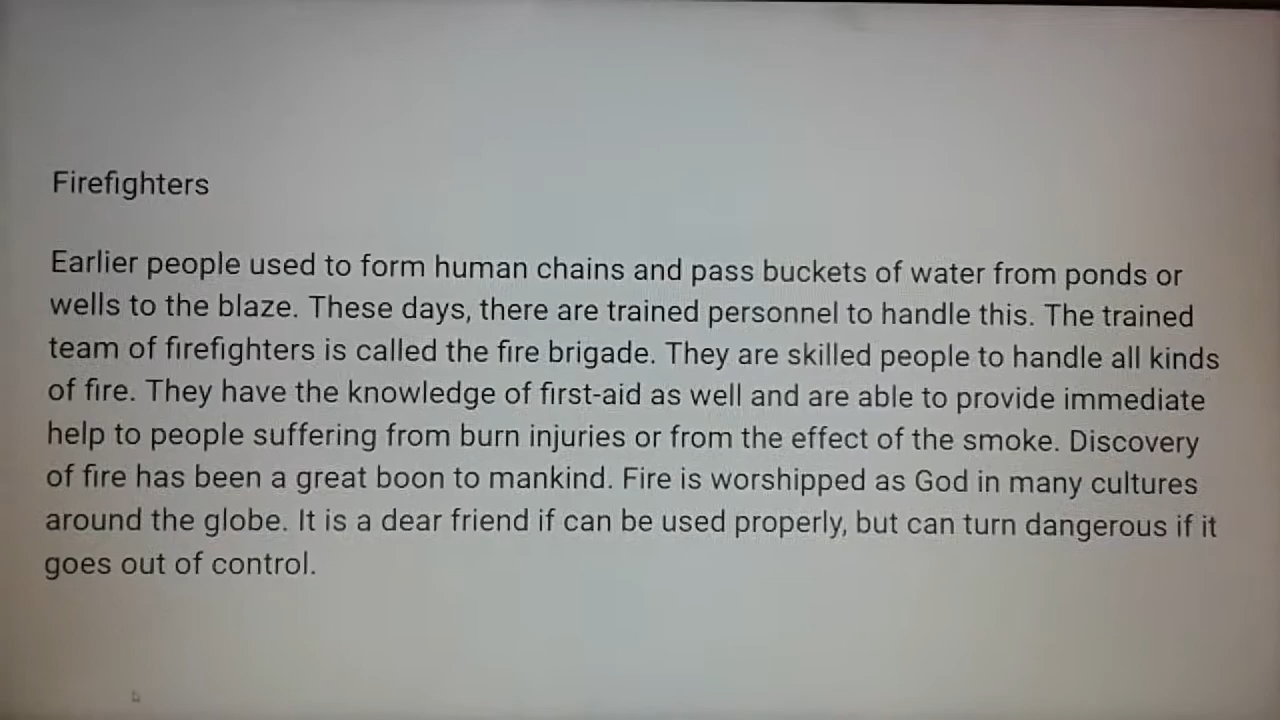 Firefighters
Earlier people used to form human chains and pass buckets of water from ponds or
wells to the blaze. These days, there are trained personnel to handle this. The trained
team of firefighters is called the fire brigade. They are skilled people to handle all kinds
of fire. They have the knowledge of first-aid as well and are able to provide immediate
help to people suffering from burn injuries or from the effect of the smoke. Discovery
of fire has been a great boon to mankind. Fire is worshipped as God in many cultures
around the globe. It is a dear friend if can be used properly, but can turn dangerous if it
goes out of control.